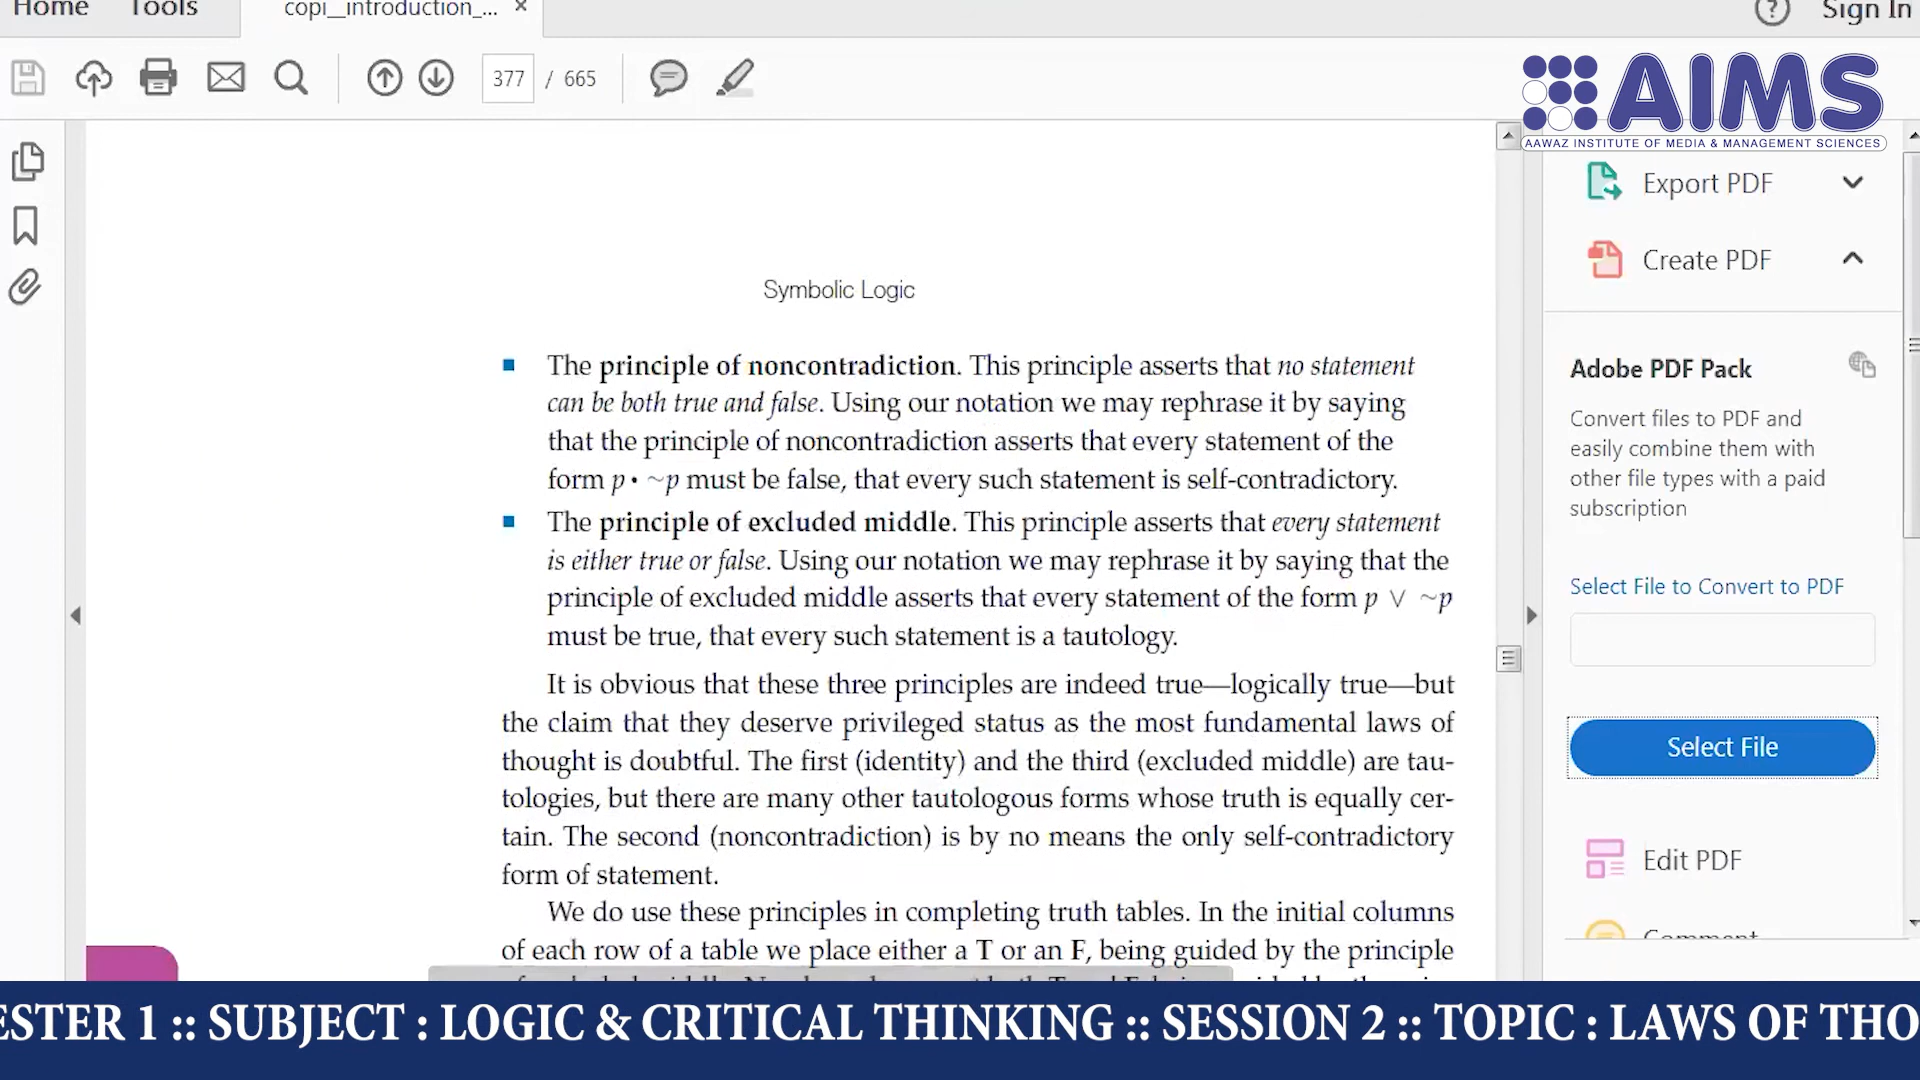 Home Tools copi__introduction_... × ? Sign In
377 / 665
AIMS
AAWAZ INSTITUTE OF MEDIA & MANAGEMENT SCIENCES
Export PDF
Create PDF
Adobe PDF Pack
Convert files to PDF and
easily combine them with
other file types with a paid
subscription
Select File to Convert to PDF
Select File
Edit PDF
Comment
Symbolic Logic
▪ The principle of noncontradiction. This principle asserts that no statement
can be both true and false. Using our notation we may rephrase it by saying
that the principle of noncontradiction asserts that every statement of the
form p • ~p must be false, that every such statement is self-contradictory.
▪ The principle of excluded middle. This principle asserts that every statement
is either true or false. Using our notation we may rephrase it by saying that the
principle of excluded middle asserts that every statement of the form p ∨ ~p
must be true, that every such statement is a tautology.
It is obvious that these three principles are indeed true—logically true—but
the claim that they deserve privileged status as the most fundamental laws of
thought is doubtful. The first (identity) and the third (excluded middle) are tau-
tologies, but there are many other tautologous forms whose truth is equally cer-
tain. The second (noncontradiction) is by no means the only self-contradictory
form of statement.
We do use these principles in completing truth tables. In the initial columns
of each row of a table we place either a T or an F, being guided by the principle
ESTER 1 :: SUBJECT : LOGIC & CRITICAL THINKING :: SESSION 2 :: TOPIC : LAWS OF THO